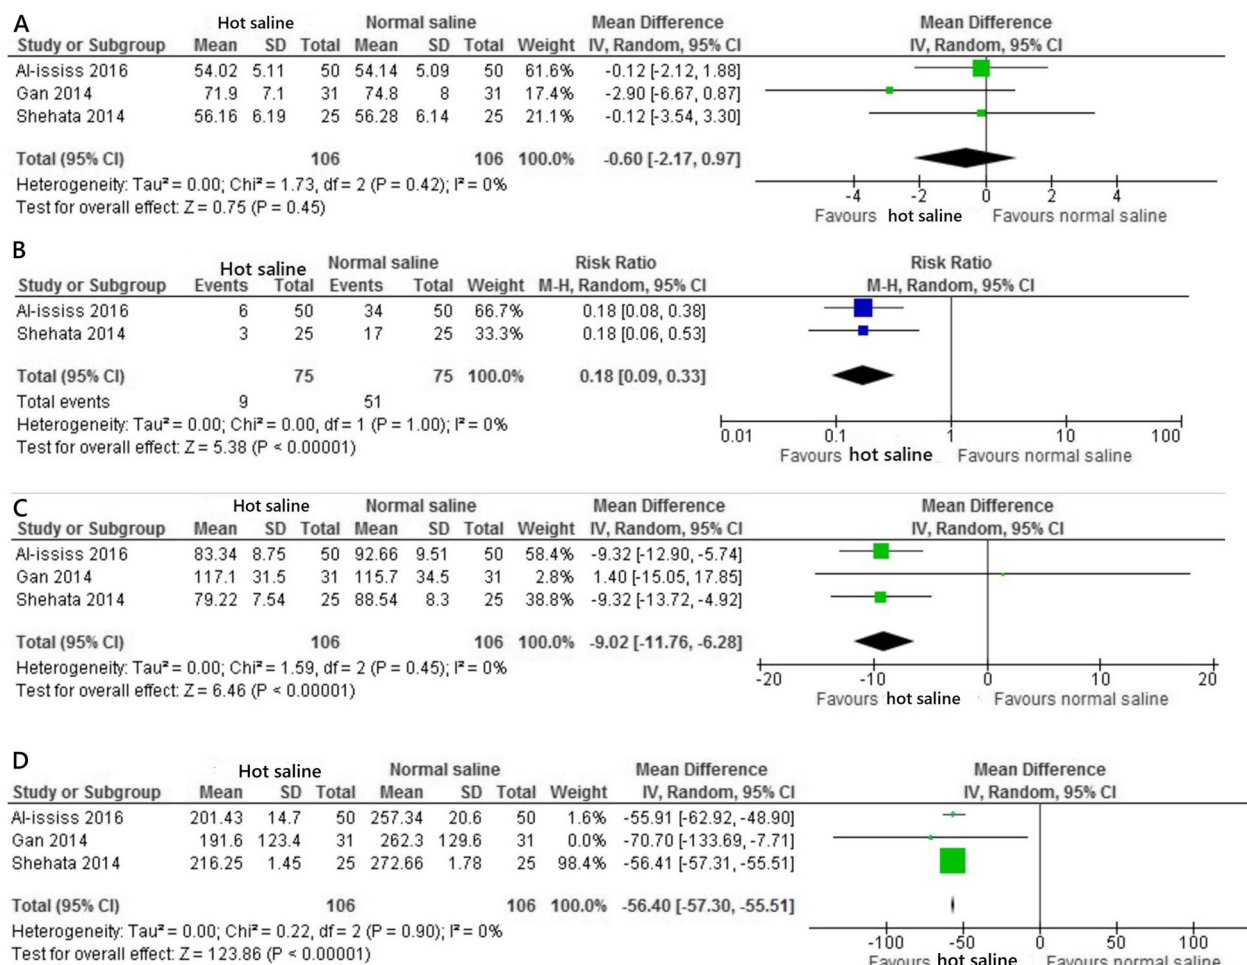 A
Hot saline Normal saline Mean Difference Mean Difference
Study or Subgroup Mean SD Total Mean SD Total Weight IV, Random, 95% CI IV, Random, 95% CI
Al-ississ 2016 54.02 5.11 50 54.14 5.09 50 61.6% -0.12 [-2.12, 1.88]
Gan 2014 71.9 7.1 31 74.8 8 31 17.4% -2.90 [-6.67, 0.87]
Shehata 2014 56.16 6.19 25 56.28 6.14 25 21.1% -0.12 [-3.54, 3.30]
Total (95% CI) 106 106 100.0% -0.60 [-2.17, 0.97]
Heterogeneity: Tau² = 0.00; Chi² = 1.73, df = 2 (P = 0.42); I² = 0%
Test for overall effect: Z = 0.75 (P = 0.45)
-4 -2 0 2 4
Favours hot saline Favours normal saline
B
Hot saline Normal saline Risk Ratio Risk Ratio
Study or Subgroup Events Total Events Total Weight M-H, Random, 95% CI M-H, Random, 95% CI
Al-ississ 2016 6 50 34 50 66.7% 0.18 [0.08, 0.38]
Shehata 2014 3 25 17 25 33.3% 0.18 [0.06, 0.53]
Total (95% CI) 75 75 100.0% 0.18 [0.09, 0.33]
Total events 9 51
Heterogeneity: Tau² = 0.00; Chi² = 0.00, df = 1 (P = 1.00); I² = 0%
Test for overall effect: Z = 5.38 (P < 0.00001)
0.01 0.1 1 10 100
Favours hot saline Favours normal saline
C
Hot saline Normal saline Mean Difference Mean Difference
Study or Subgroup Mean SD Total Mean SD Total Weight IV, Random, 95% CI IV, Random, 95% CI
Al-ississ 2016 83.34 8.75 50 92.66 9.51 50 58.4% -9.32 [-12.90, -5.74]
Gan 2014 117.1 31.5 31 115.7 34.5 31 2.8% 1.40 [-15.05, 17.85]
Shehata 2014 79.22 7.54 25 88.54 8.3 25 38.8% -9.32 [-13.72, -4.92]
Total (95% CI) 106 106 100.0% -9.02 [-11.76, -6.28]
Heterogeneity: Tau² = 0.00; Chi² = 1.59, df = 2 (P = 0.45); I² = 0%
Test for overall effect: Z = 6.46 (P < 0.00001)
-20 -10 0 10 20
Favours hot saline Favours normal saline
D
Hot saline Normal saline Mean Difference Mean Difference
Study or Subgroup Mean SD Total Mean SD Total Weight IV, Random, 95% CI IV, Random, 95% CI
Al-ississ 2016 201.43 14.7 50 257.34 20.6 50 1.6% -55.91 [-62.92, -48.90]
Gan 2014 191.6 123.4 31 262.3 129.6 31 0.0% -70.70 [-133.69, -7.71]
Shehata 2014 216.25 1.45 25 272.66 1.78 25 98.4% -56.41 [-57.31, -55.51]
Total (95% CI) 106 106 100.0% -56.40 [-57.30, -55.51]
Heterogeneity: Tau² = 0.00; Chi² = 0.22, df = 2 (P = 0.90); I² = 0%
Test for overall effect: Z = 123.86 (P < 0.00001)
-100 -50 0 50 100
Favours hot saline Favours normal saline